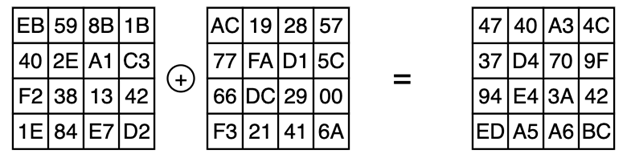 EB 59 8B 1B AC 19 28 57 47 40 A3 4C
40 2E A1 C3 ⊕ 77 FA D1 5C = 37 D4 70 9F
F2 38 13 42 66 DC 29 00 94 E4 3A 42
1E 84 E7 D2 F3 21 41 6A ED A5 A6 BC